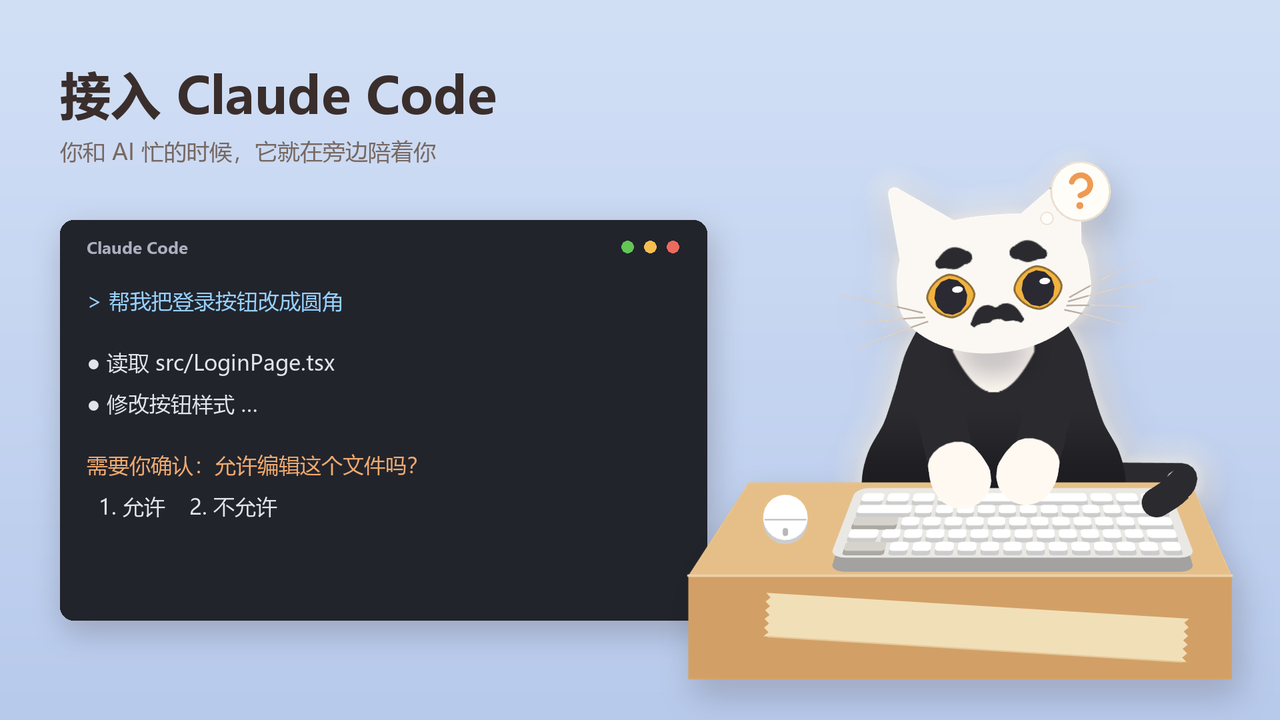 接入 Claude Code
你和 AI 忙的时候，它就在旁边陪着你
Claude Code
> 帮我把登录按钮改成圆角
● 读取 src/LoginPage.tsx
● 修改按钮样式 ...
需要你确认：允许编辑这个文件吗？
1. 允许 2. 不允许
?